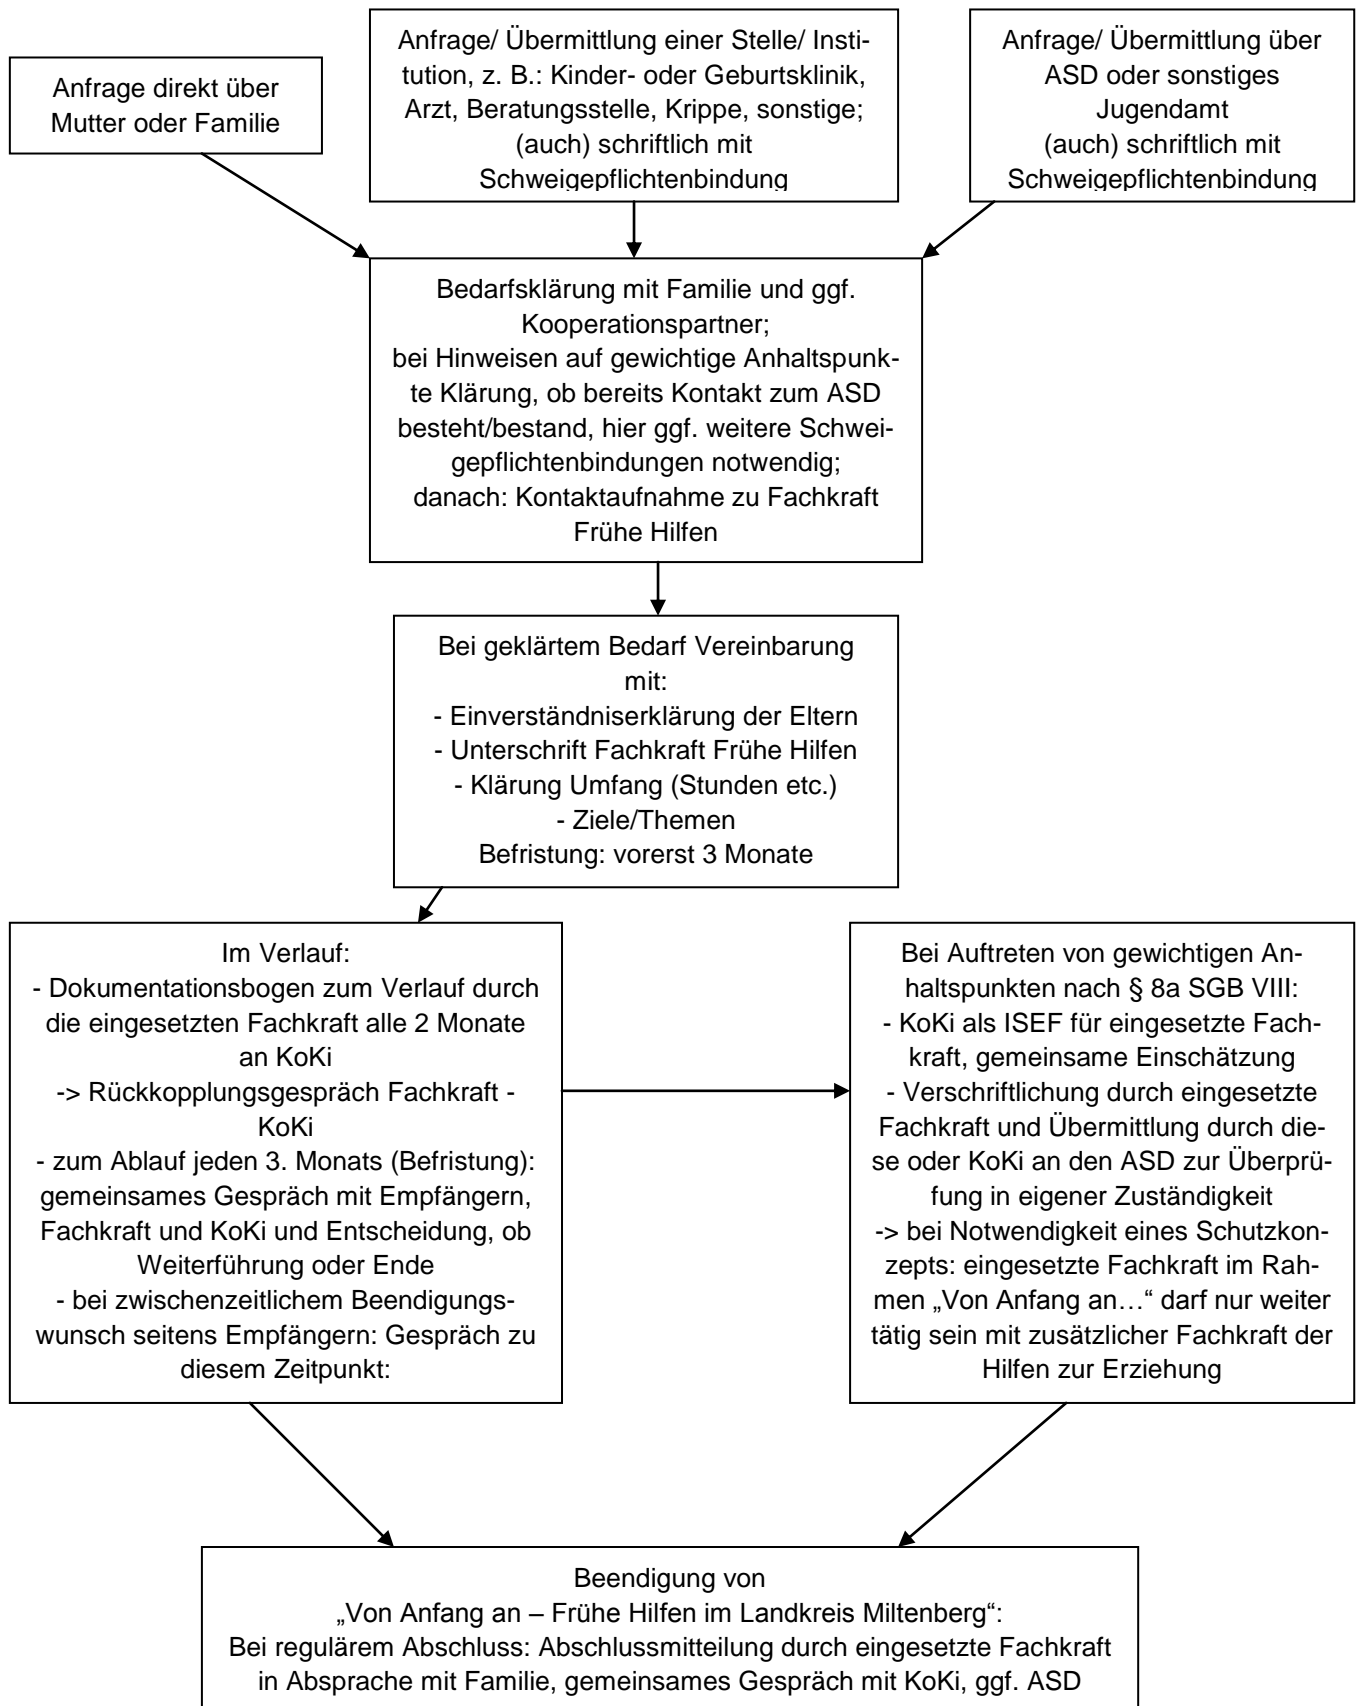 Anfrage direkt über
Mutter oder Familie
Anfrage/ Übermittlung einer Stelle/ Insti-
tution, z. B.: Kinder- oder Geburtsklinik,
Arzt, Beratungsstelle, Krippe, sonstige;
(auch) schriftlich mit
Schweigepflichtenbindung
Anfrage/ Übermittlung über
ASD oder sonstiges
Jugendamt
(auch) schriftlich mit
Schweigepflichtenbindung
Bedarfsklärung mit Familie und ggf.
Kooperationspartner;
bei Hinweisen auf gewichtige Anhaltspunk-
te Klärung, ob bereits Kontakt zum ASD
besteht/bestand, hier ggf. weitere Schwei-
gepflichtenbindungen notwendig;
danach: Kontaktaufnahme zu Fachkraft
Frühe Hilfen
Bei geklärtem Bedarf Vereinbarung
mit:
- Einverständniserklärung der Eltern
- Unterschrift Fachkraft Frühe Hilfen
- Klärung Umfang (Stunden etc.)
- Ziele/Themen
Befristung: vorerst 3 Monate
Im Verlauf:
- Dokumentationsbogen zum Verlauf durch
die eingesetzten Fachkraft alle 2 Monate
an KoKi
-> Rückkopplungsgespräch Fachkraft -
KoKi
- zum Ablauf jeden 3. Monats (Befristung):
gemeinsames Gespräch mit Empfängern,
Fachkraft und KoKi und Entscheidung, ob
Weiterführung oder Ende
- bei zwischenzeitlichem Beendigungs-
wunsch seitens Empfängern: Gespräch zu
diesem Zeitpunkt:
Bei Auftreten von gewichtigen An-
haltspunkten nach § 8a SGB VIII:
- KoKi als ISEF für eingesetzte Fach-
kraft, gemeinsame Einschätzung
- Verschriftlichung durch eingesetzte
Fachkraft und Übermittlung durch die-
se oder KoKi an den ASD zur Überprü-
fung in eigener Zuständigkeit
-> bei Notwendigkeit eines Schutzkon-
zepts: eingesetzte Fachkraft im Rah-
men „Von Anfang an…“ darf nur weiter
tätig sein mit zusätzlicher Fachkraft der
Hilfen zur Erziehung
Beendigung von
„Von Anfang an – Frühe Hilfen im Landkreis Miltenberg“:
Bei regulärem Abschluss: Abschlussmitteilung durch eingesetzte Fachkraft
in Absprache mit Familie, gemeinsames Gespräch mit KoKi, ggf. ASD